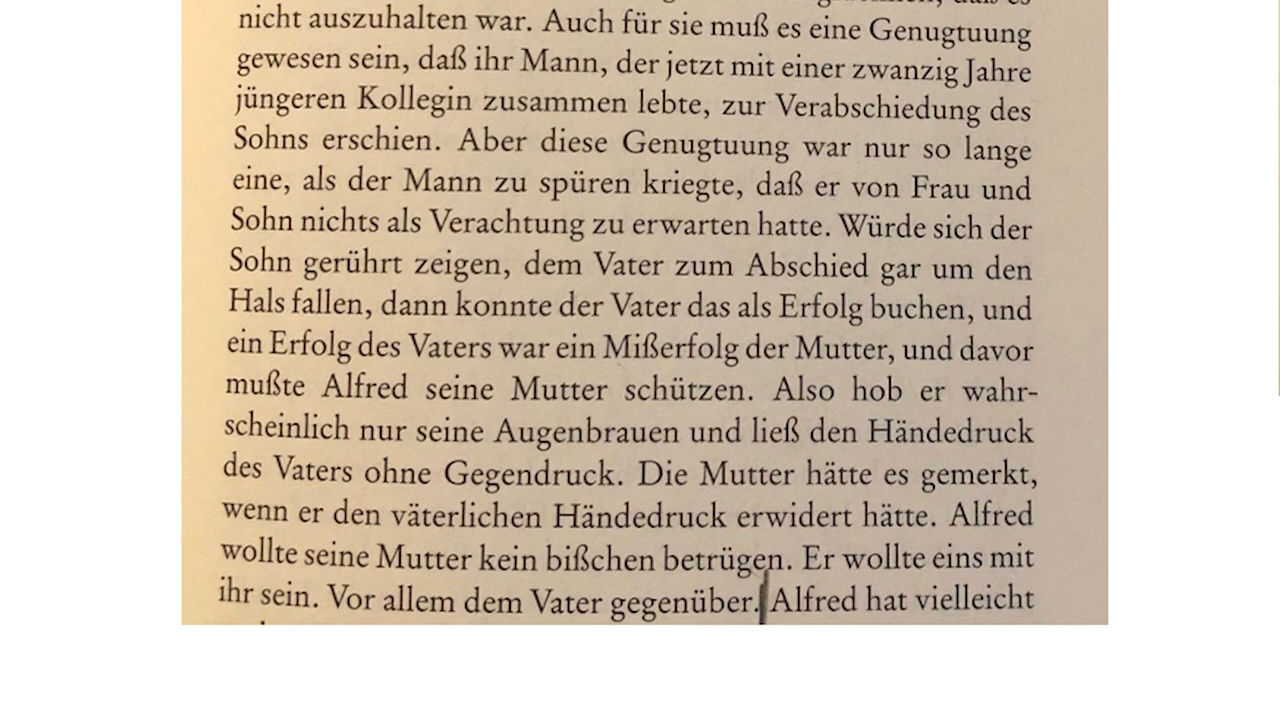 nicht auszuhalten war. Auch für sie muß es eine Genugtuung
gewesen sein, daß ihr Mann, der jetzt mit einer zwanzig Jahre
jüngeren Kollegin zusammen lebte, zur Verabschiedung des
Sohns erschien. Aber diese Genugtuung war nur so lange
eine, als der Mann zu spüren kriegte, daß er von Frau und
Sohn nichts als Verachtung zu erwarten hatte. Würde sich der
Sohn gerührt zeigen, dem Vater zum Abschied gar um den
Hals fallen, dann konnte der Vater das als Erfolg buchen, und
ein Erfolg des Vaters war ein Mißerfolg der Mutter, und davor
mußte Alfred seine Mutter schützen. Also hob er wahr-
scheinlich nur seine Augenbrauen und ließ den Händedruck
des Vaters ohne Gegendruck. Die Mutter hätte es gemerkt,
wenn er den väterlichen Händedruck erwidert hätte. Alfred
wollte seine Mutter kein bißchen betrügen. Er wollte eins mit
ihr sein. Vor allem dem Vater gegenüber. Alfred hat vielleicht